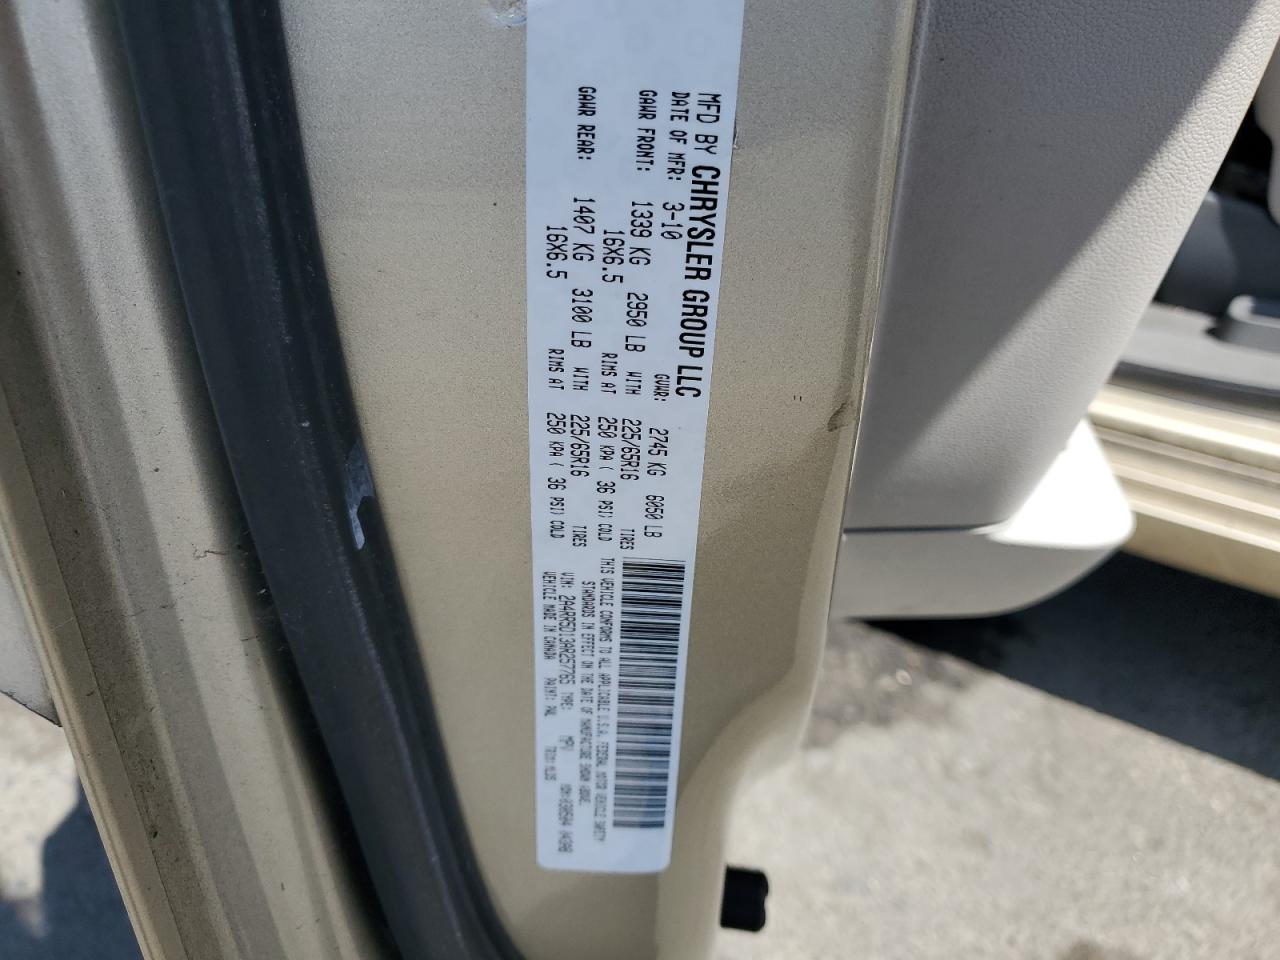 MFD BY CHRYSLER GROUP LLC
DATE OF MFR: 3-10 GVWR: 2745 KG 6050 LB
GAWR FRONT: 1339 KG 2950 LB WITH 225/65R16 TIRES
16X6.5 RIMS AT 250 KPA ( 36 PSI) COLD
GAWR REAR: 1407 KG 3100 LB WITH 225/65R16 TIRES
16X6.5 RIMS AT 250 KPA ( 36 PSI) COLD
THIS VEHICLE CONFORMS TO ALL APPLICABLE U.S.A. FEDERAL MOTOR VEHICLE SAFETY
STANDARDS IN EFFECT ON THE DATE OF MANUFACTURE SHOWN ABOVE.
VIN: 2A4RR5D13AR257765 TYPE: MPV
VEHICLE MADE IN CANADA PAINT: TRIM: